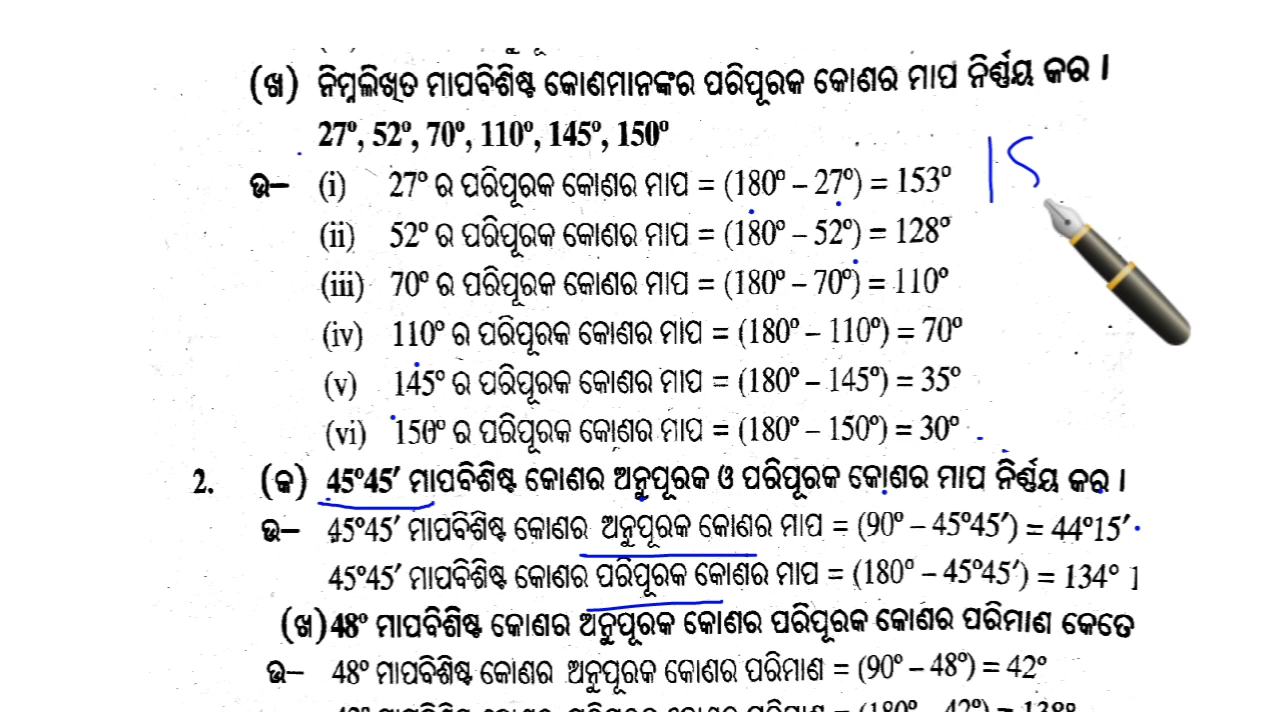 (ଖ) ନିମ୍ନଲିଖିତ ମାପବିଶିଷ୍ଟ କୋଣମାନଙ୍କର ପରିପୂରକ କୋଣର ମାପ ନିର୍ଣ୍ଣୟ କର ।
27º, 52º, 70º, 110º, 145º, 150º
ଉ– (i) 27º ର ପରିପୂରକ କୋଣର ମାପ = (180º – 27º) = 153º
(ii) 52º ର ପରିପୂରକ କୋଣର ମାପ = (180º – 52º) = 128º
(iii) 70º ର ପରିପୂରକ କୋଣର ମାପ = (180º – 70º) = 110º
(iv) 110º ର ପରିପୂରକ କୋଣର ମାପ = (180º – 110º) = 70º
(v) 145º ର ପରିପୂରକ କୋଣର ମାପ = (180º – 145º) = 35º
(vi) 150º ର ପରିପୂରକ କୋଣର ମାପ = (180º – 150º) = 30º
2. (କ) 45º45′ ମାପବିଶିଷ୍ଟ କୋଣର ଅନୁପୂରକ ଓ ପରିପୂରକ କୋଣର ମାପ ନିର୍ଣ୍ଣୟ କର ।
ଉ– 45º45′ ମାପବିଶିଷ୍ଟ କୋଣର ଅନୁପୂରକ କୋଣର ମାପ = (90º – 45º45′) = 44º15′
45º45′ ମାପବିଶିଷ୍ଟ କୋଣର ପରିପୂରକ କୋଣର ମାପ = (180º – 45º45′) = 134º 1
(ଖ) 48º ମାପବିଶିଷ୍ଟ କୋଣର ଅନୁପୂରକ କୋଣର ପରିପୂରକ କୋଣର ପରିମାଣ କେତେ
ଉ– 48º ମାପବିଶିଷ୍ଟ କୋଣର ଅନୁପୂରକ କୋଣର ପରିମାଣ = (90º – 48º) = 42º